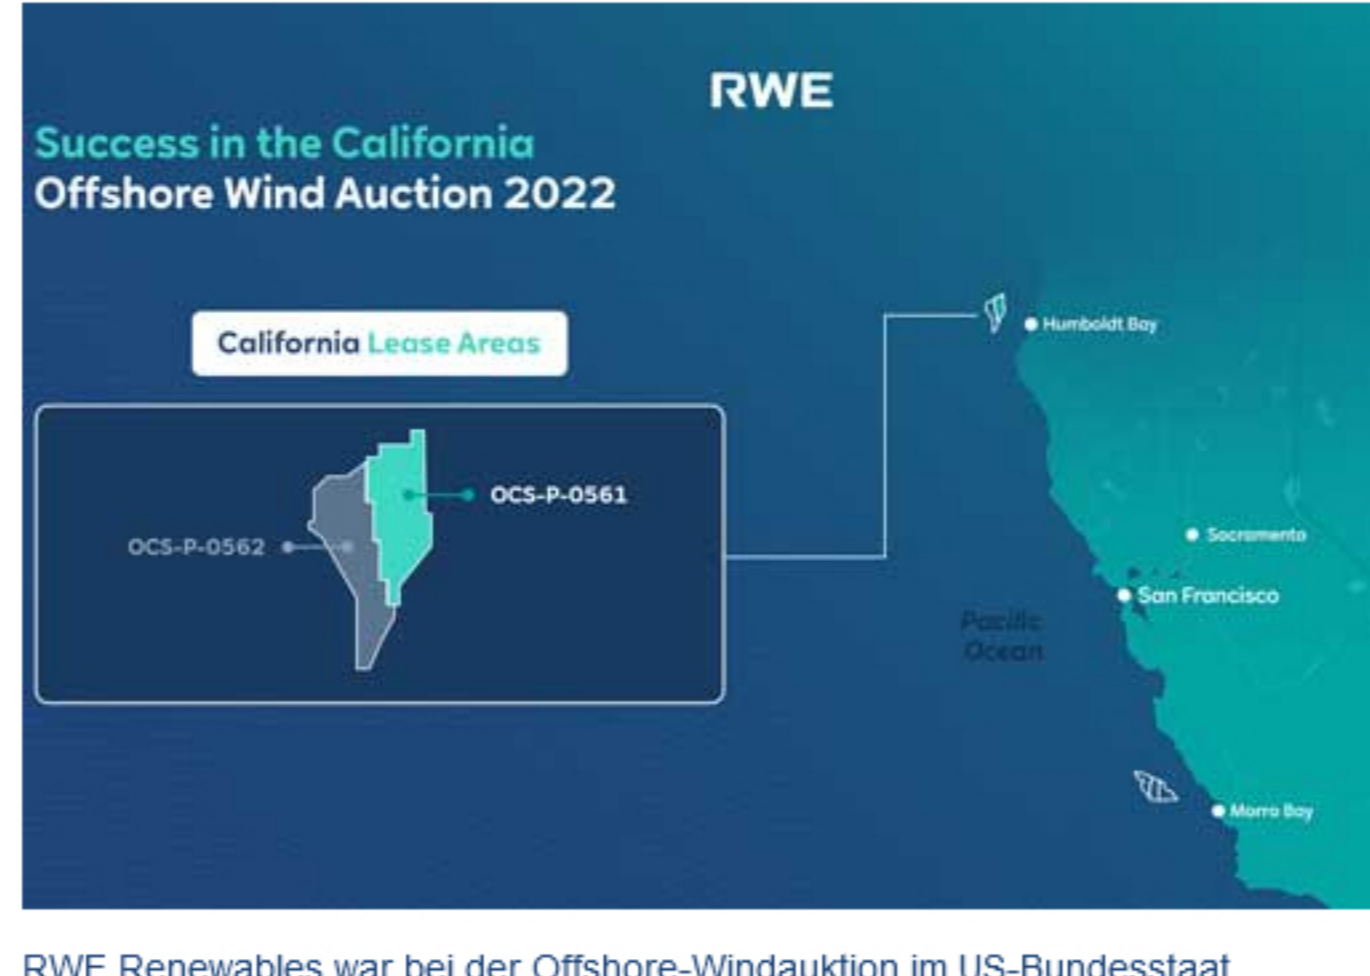 RWE
Success in the California
Offshore Wind Auction 2022
California Lease Areas
OCS-P-0561
OCS-P-0562
Humboldt Bay
Sacramento
San Francisco
Pacific
Ocean
Morro Bay
RWE Renewables war bei der Offshore-Windauktion im US-Bundesstaat